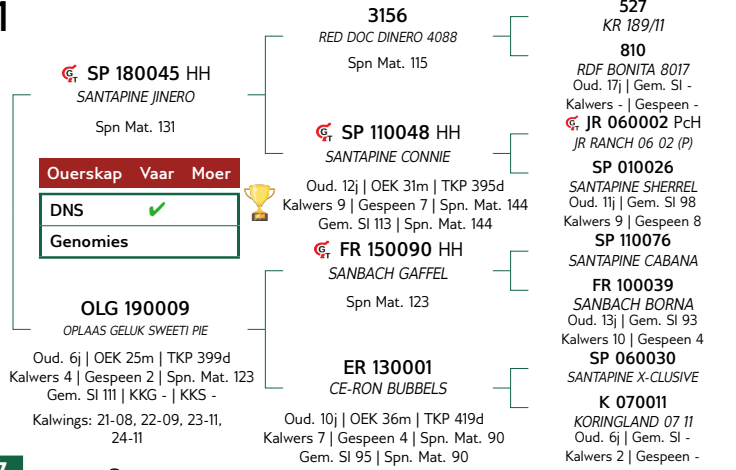 1
SP 180045 HH
SANTAPINE JINERO
Spn Mat. 131
Ouerskap Vaar Moer
DNS ✔
Genomies
OLG 190009
OPLAAS GELUK SWEETI PIE
Oud. 6j | OEK 25m | TKP 399d
Kalwers 4 | Gespeen 2 | Spn. Mat. 123
Gem. SI 111 | KKG - | KKS -
Kalwings: 21-08, 22-09, 23-11,
24-11
7
3156
RED DOC DINERO 4088
Spn Mat. 115
SP 110048 HH
SANTAPINE CONNIE
Oud. 12j | OEK 31m | TKP 395d
Kalwers 9 | Gespeen 7 | Spn. Mat. 144
Gem. SI 113 | Spn. Mat. 144
FR 150090 HH
SANBACH GAFFEL
Spn Mat. 123
ER 130001
CE-RON BUBBELS
Oud. 10j | OEK 36m | TKP 419d
Kalwers 7 | Gespeen 4 | Spn. Mat. 90
Gem. SI 95 | Spn. Mat. 90
527
KR 189/11
810
RDF BONITA 8017
Oud. 17j | Gem. SI -
Kalwers - | Gespeen -
JR 060002 PcH
JR RANCH 06 02 (P)
SP 010026
SANTAPINE SHERREL
Oud. 11j | Gem. SI 98
Kalwers 9 | Gespeen 8
SP 110076
SANTAPINE CABANA
FR 100039
SANBACH BORNA
Oud. 13j | Gem. SI 93
Kalwers 10 | Gespeen 4
SP 060030
SANTAPINE X-CLUSIVE
K 070011
KORINGLAND 07 11
Oud. 6j | Gem. SI -
Kalwers 2 | Gespeen -